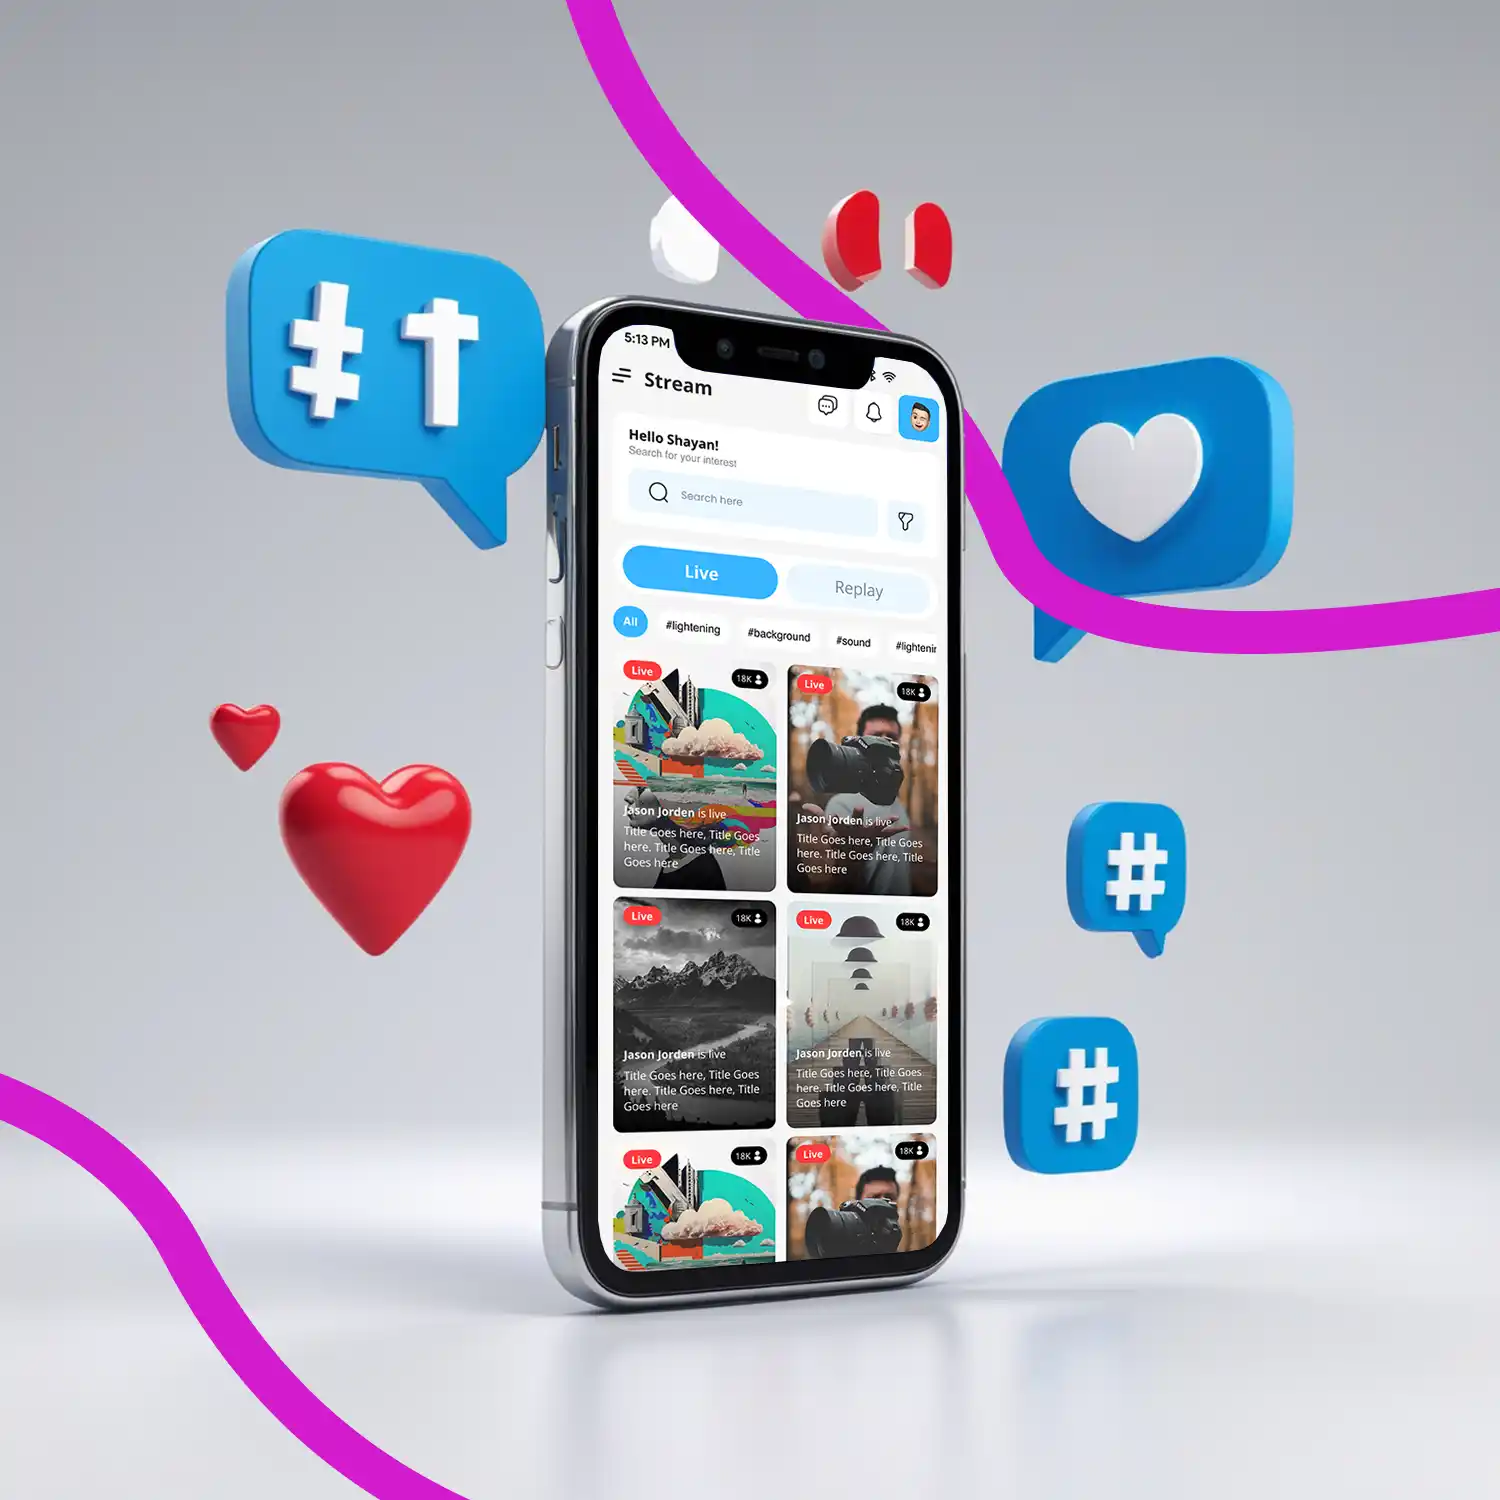 5:13 PM
Stream
Hello Shayan!
Search for your interest
Search here
Live
Replay
All
#lightening
#background
#sound
#lightenin
Live
18K
Jason Jorden is live
Title Goes here, Title Goes
here. Title Goes here, Title
Goes here
Live
18K
Jason Jorden is live
Title Goes here, Title Goes
here. Title Goes here, Title
Goes here
Live
18K
Jason Jorden is live
Title Goes here, Title Goes
here. Title Goes here, Title
Goes here
Live
18K
Jason Jorden is live
Title Goes here, Title Goes
here. Title Goes here, Title
Goes here
Live
18K
Live
18K
#
#